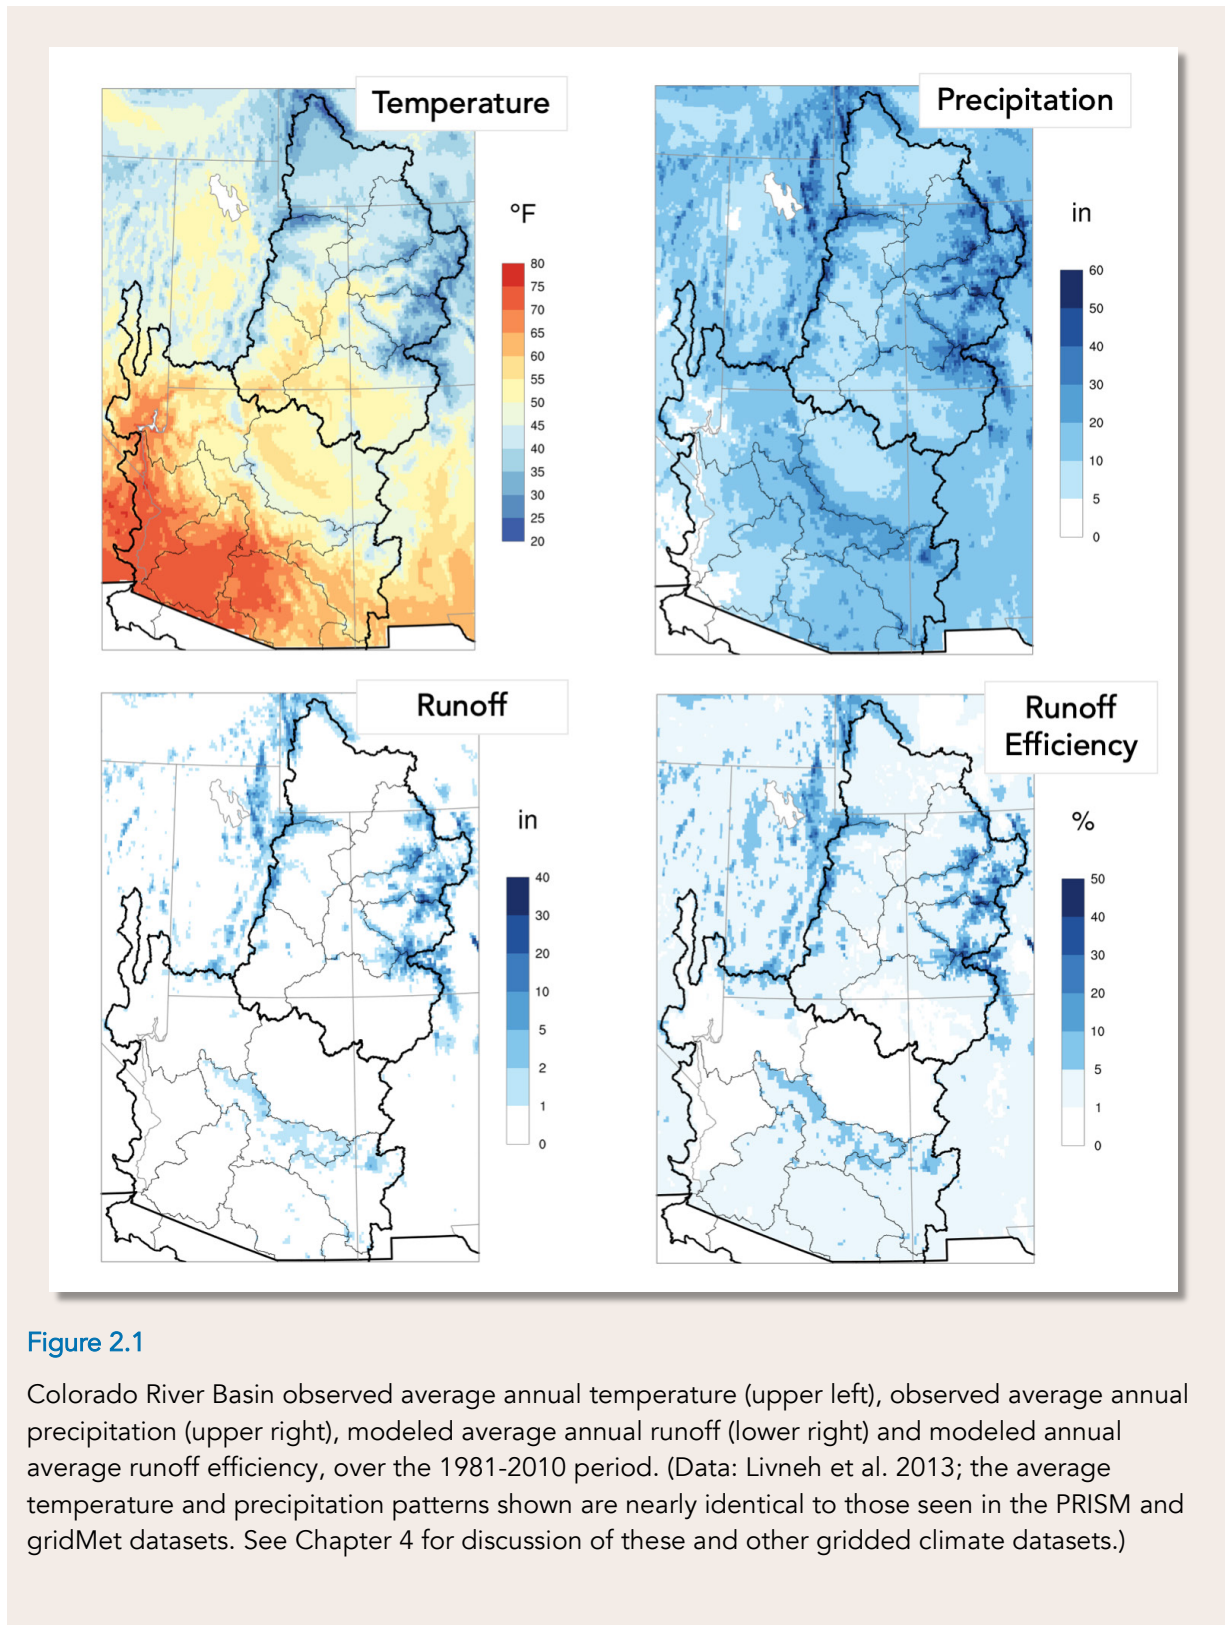 Temperature
°F
80
75
70
65
60
55
50
45
40
35
30
25
20
Precipitation
in
60
50
40
30
20
10
5
0
Runoff
in
40
30
20
10
5
2
1
0
Runoff
Efficiency
%
50
40
30
20
10
5
1
0
Figure 2.1
Colorado River Basin observed average annual temperature (upper left), observed average annual
precipitation (upper right), modeled average annual runoff (lower right) and modeled annual
average runoff efficiency, over the 1981-2010 period. (Data: Livneh et al. 2013; the average
temperature and precipitation patterns shown are nearly identical to those seen in the PRISM and
gridMet datasets. See Chapter 4 for discussion of these and other gridded climate datasets.)